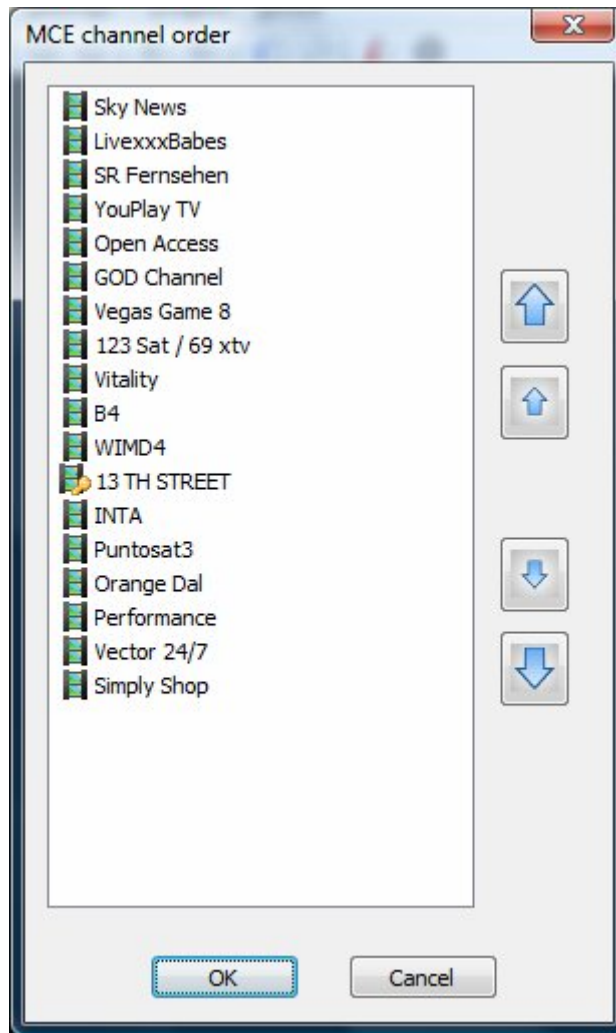 MCE channel order
Sky News
LivexxxBabes
SR Fernsehen
YouPlay TV
Open Access
GOD Channel
Vegas Game 8
123 Sat / 69 xtv
Vitality
B4
WIMD4
13 TH STREET
INTA
Puntosat3
Orange Dal
Performance
Vector 24/7
Simply Shop
OK
Cancel